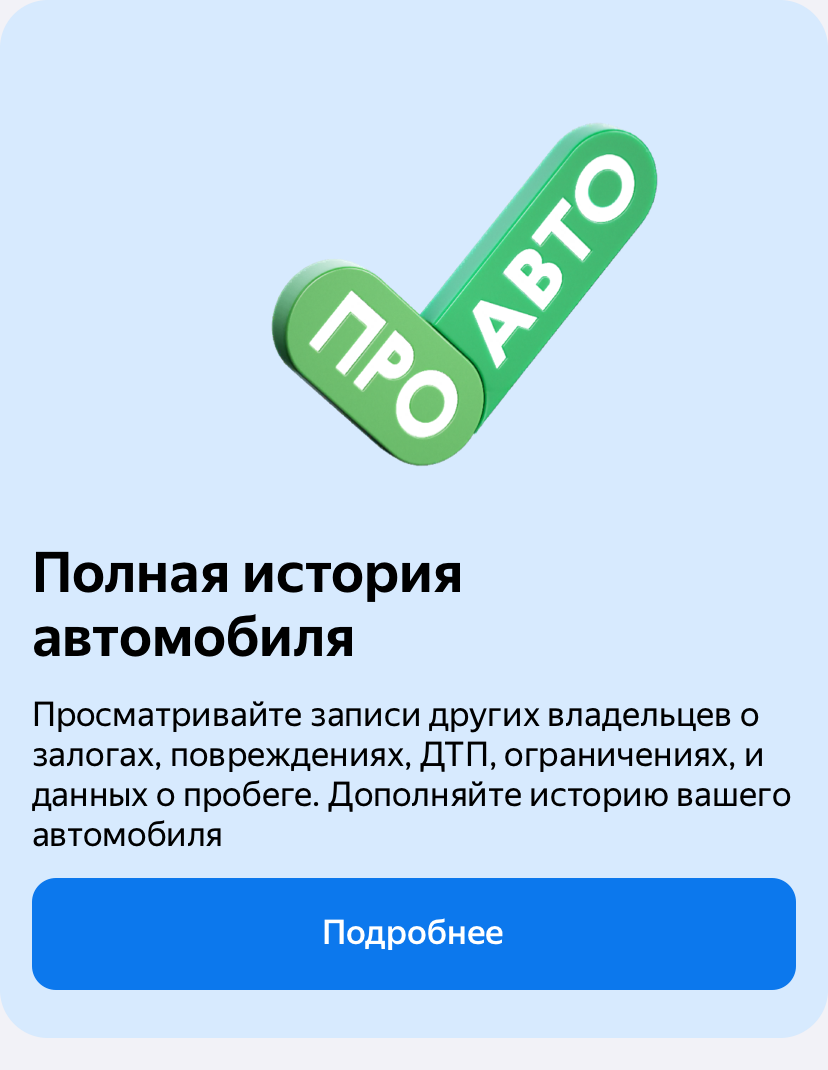 ПРО
АВТО
Полная история
автомобиля
Просматривайте записи других владельцев о
залогах, повреждениях, ДТП, ограничениях, и
данных о пробеге. Дополняйте историю вашего
автомобиля
Подробнее